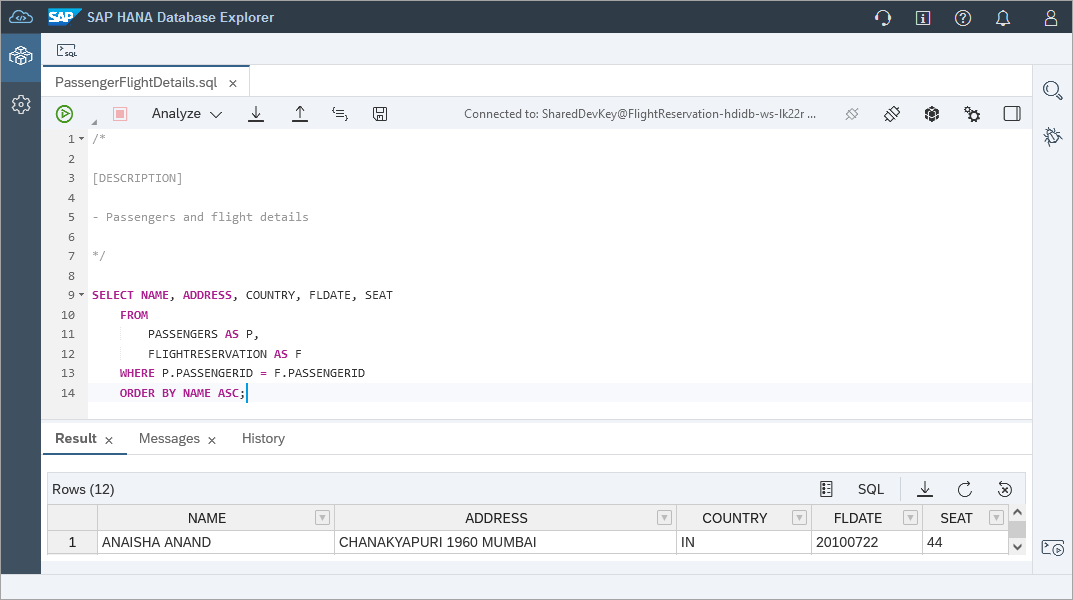 SAP SAP HANA Database Explorer
SQL
PassengerFlightDetails.sql ×
Analyze Connected to: SharedDevKey@FlightReservation-hdidb-ws-lk22r ...
1 /*
2
3 [DESCRIPTION]
4
5 - Passengers and flight details
6
7 */
8
9 SELECT NAME, ADDRESS, COUNTRY, FLDATE, SEAT
10 FROM
11 PASSENGERS AS P,
12 FLIGHTRESERVATION AS F
13 WHERE P.PASSENGERID = F.PASSENGERID
14 ORDER BY NAME ASC;
Result × Messages × History
Rows (12) SQL
NAME ADDRESS COUNTRY FLDATE SEAT
1 ANAISHA ANAND CHANAKYAPURI 1960 MUMBAI IN 20100722 44